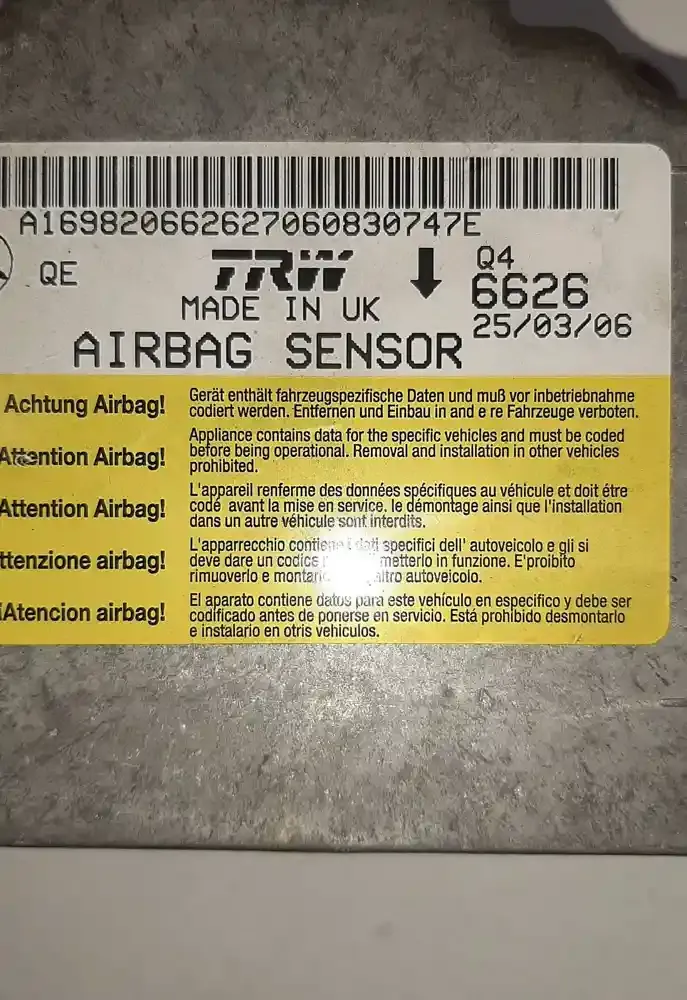 A169820662627060830747E
QE
TRW
Q4
MADE IN UK
6626
AIRBAG SENSOR
25/03/06
Achtung Airbag!
Gerät enthält fahrzeugspezifische Daten und muß vor inbetriebnahme
codiert werden. Entfernen und Einbau in and e re Fahrzeuge verboten.
Attention Airbag!
Appliance contains data for the specific vehicles and must be coded
before being operational. Removal and installation in other vehicles
prohibited.
Attention Airbag!
L'appareil renferme des données spécifiques au véhicule et doit étre
codé avant la mise en service. le démontage ainsi que l'installation
dans un autre véhicule sont interdits.
ttenzione airbag!
L'apparrecchio contiene i dati specifici dell' autoveicolo e gli si
deve dare un codice metterlo in funzione. E'proibito
rimuoverlo e montarlo altro autoveicolo.
¡Atencion airbag!
El aparato contiene datos para este vehículo en especifico y debe ser
codificado antes de ponerse en servicio. Está prohibido desmontarlo
e instalario en otris vehiculos.